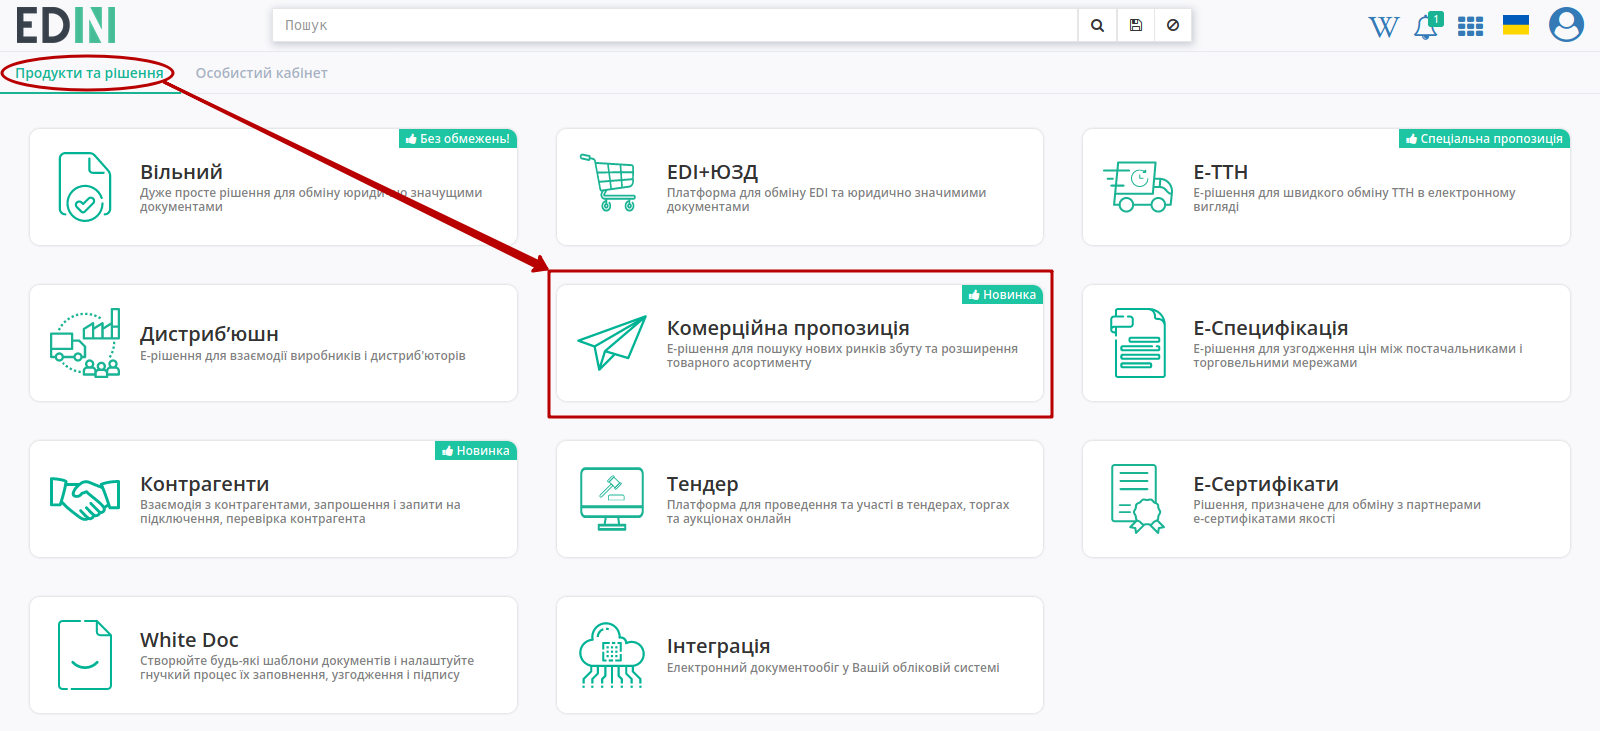 EDIN
Пошук
W
1
Продукти та рішення
Особистий кабінет
Без обмежень!
Вільний
Дуже просте рішення для обміну юридично значущими
документами
EDI+ЮЗД
Платформа для обміну EDI та юридично значимими
документами
Спеціальна пропозиція
Е-ТТН
Е-рішення для швидкого обміну ТТН в електронному
вигляді
Дистриб’юшн
Е-рішення для взаємодії виробників і дистриб'юторів
Новинка
Комерційна пропозиція
Е-рішення для пошуку нових ринків збуту та розширення
товарного асортименту
Е-Специфікація
Е-рішення для узгодження цін між постачальниками і
торговельними мережами
Новинка
Контрагенти
Взаємодія з контрагентами, запрошення і запити на
підключення, перевірка контрагента
Тендер
Платформа для проведення та участі в тендерах, торгах
та аукціонах онлайн
Е-Сертифікати
Рішення, призначене для обміну з партнерами
е-сертифікатами якості
White Doc
Створюйте будь-які шаблони документів і налаштуйте
гнучкий процес їх заповнення, узгодження і підпису
Інтеграція
Електронний документообіг у Вашій обліковій системі